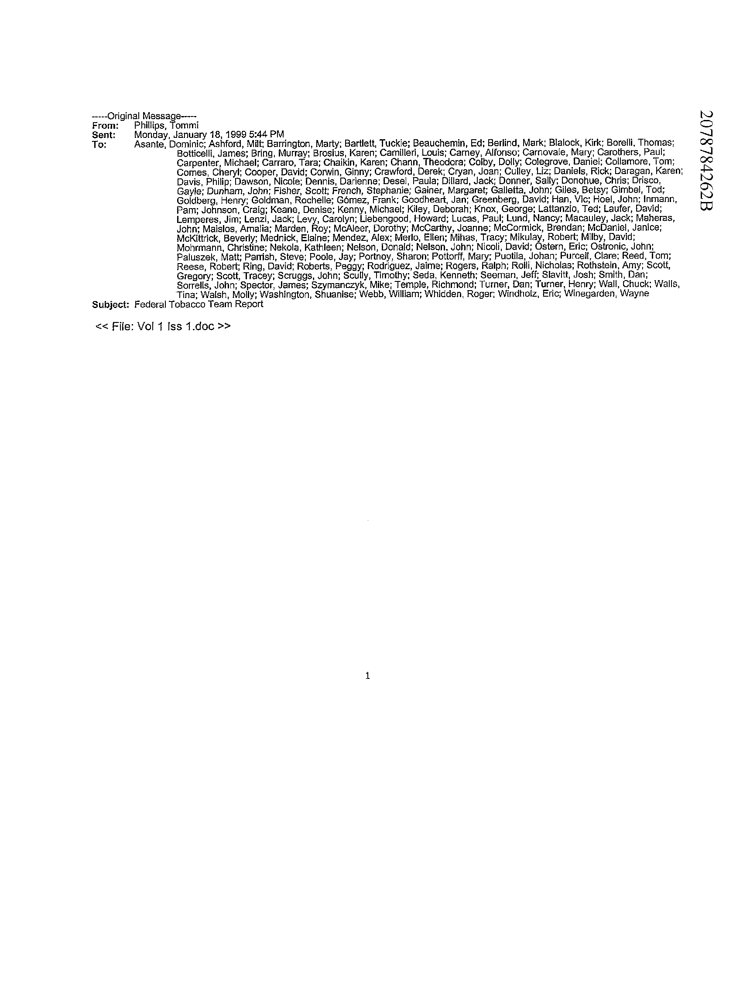 -----Original Message-----
From: Phillips, Tommi
Sent: Monday, January 18, 1999 5:44 PM
To: Asante, Dominic; Ashford, Milt; Barrington, Marty; Bartlett, Tuckie; Beauchemin, Ed; Berlind, Mark; Blalock, Kirk; Borelli, Thomas;
Botticelli, James; Bring, Murray; Brosius, Karen; Camilleri, Louis; Carney, Alfonso; Carnovale, Mary; Carothers, Paul;
Carpenter, Michael; Carraro, Tara; Chaikin, Karen; Chann, Theodora; Colby, Dolly; Colegrove, Daniel; Collamore, Tom;
Comes, Cheryl; Cooper, David; Corwin, Ginny; Crawford, Derek; Cryan, Joan; Culley, Liz; Daniels, Rick; Daragan, Karen;
Davis, Philip; Dawson, Nicole; Dennis, Darienne; Desel, Paula; Dillard, Jack; Donner, Sally; Donohue, Chris; Drisco,
Gayle; Dunham, John; Fisher, Scott; French, Stephanie; Gainer, Margaret; Galletta, John; Giles, Betsy; Gimbel, Tod;
Goldberg, Henry; Goldman, Rochelle; Gómez, Frank; Goodheart, Jan; Greenberg, David; Han, Vic; Hoel, John; Inmann,
Pam; Johnson, Craig; Keane, Denise; Kenny, Michael; Kiley, Deborah; Knox, George; Lattanzio, Ted; Laufer, David;
Lemperes, Jim; Lenzi, Jack; Levy, Carolyn; Liebengood, Howard; Lucas, Paul; Lund, Nancy; Macauley, Jack; Maheras,
John; Maislos, Amalia; Marden, Roy; McAleer, Dorothy; McCarthy, Joanne; McCormick, Brendan; McDaniel, Janice;
McKittrick, Beverly; Mednick, Elaine; Mendez, Alex; Merlo, Ellen; Mihas, Tracy; Mikulay, Robert; Milby, David;
Mohrmann, Christine; Nekola, Kathleen; Nelson, Donald; Nelson, John; Nicoli, David; Ostern, Eric; Ostronic, John;
Paluszek, Matt; Parrish, Steve; Poole, Jay; Portnoy, Sharon; Pottorff, Mary; Puotila, Johan; Purcell, Clare; Reed, Tom;
Reese, Robert; Ring, David; Roberts, Peggy; Rodriguez, Jaime; Rogers, Ralph; Rolli, Nicholas; Rothstein, Amy; Scott,
Gregory; Scott, Tracey; Scruggs, John; Scully, Timothy; Seda, Kenneth; Seeman, Jeff; Slavitt, Josh; Smith, Dan;
Sorrells, John; Spector, James; Szymanczyk, Mike; Temple, Richmond; Turner, Dan; Turner, Henry; Wall, Chuck; Walls,
Tina; Walsh, Molly; Washington, Shuanise; Webb, William; Whidden, Roger; Windholz, Eric; Winegarden, Wayne
Subject: Federal Tobacco Team Report
<< File: Vol 1 Iss 1.doc >>
1
2078784262B